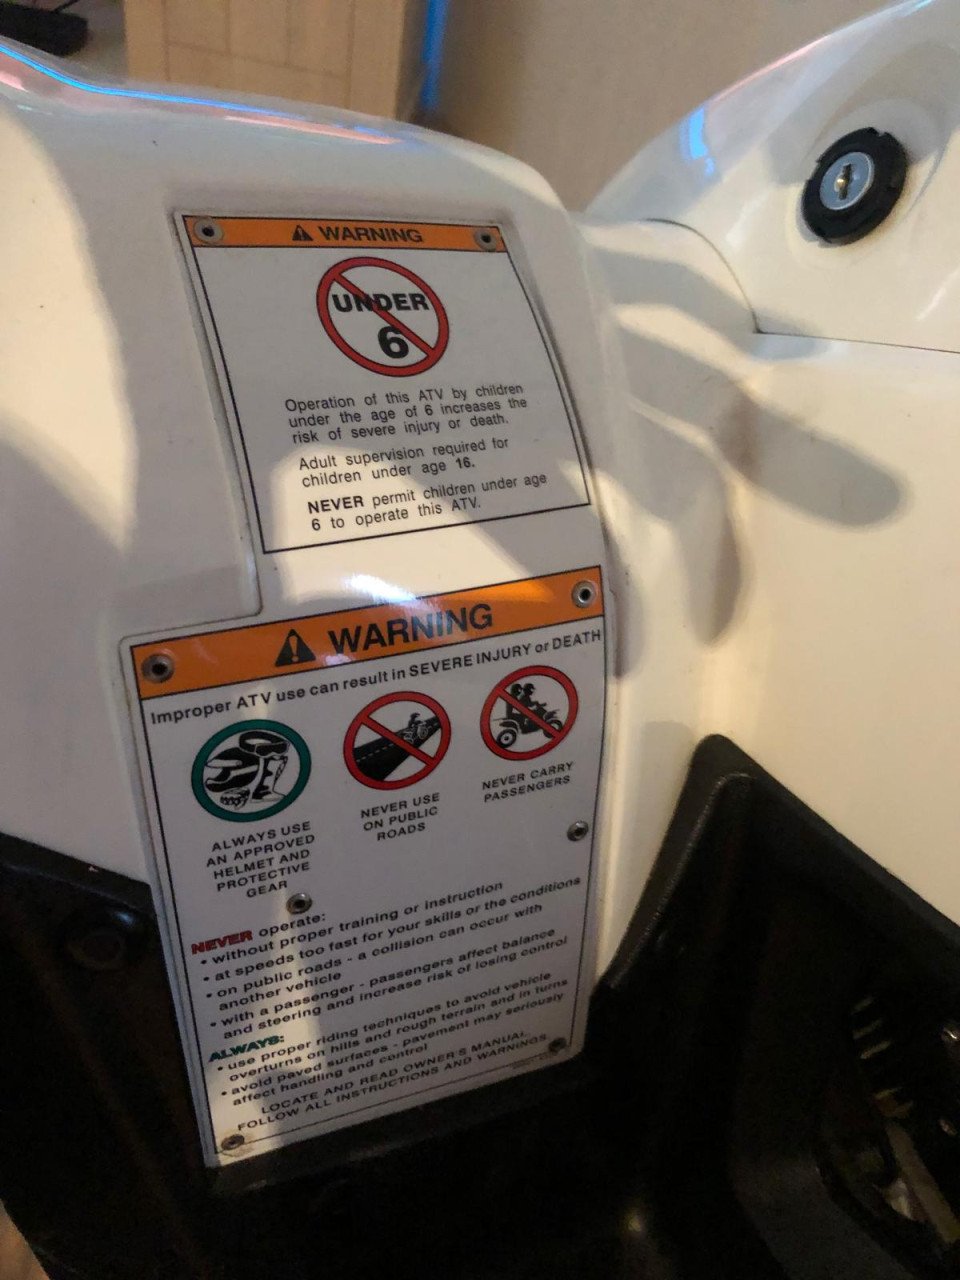 WARNING
UNDER
6
Operation of this ATV by children
under the age of 6 increases the
risk of severe injury or death.
Adult supervision required for
children under age 16.
NEVER permit children under age
6 to operate this ATV.
WARNING
Improper ATV use can result in SEVERE INJURY or DEATH
ALWAYS USE
AN APPROVED
HELMET AND
PROTECTIVE
GEAR
NEVER USE
ON PUBLIC
ROADS
NEVER CARRY
PASSENGERS
NEVER operate:
• without proper training or instruction
• at speeds too fast for your skills or the conditions
• on public roads - a collision can occur with
another vehicle
• with a passenger - passengers affect balance
and steering and increase risk of losing control
ALWAYS:
• use proper riding techniques to avoid vehicle
overturns on hills and rough terrain and in turns
• avoid paved surfaces - pavement may seriously
affect handling and control
LOCATE AND READ OWNER'S MANUAL.
FOLLOW ALL INSTRUCTIONS AND WARNINGS